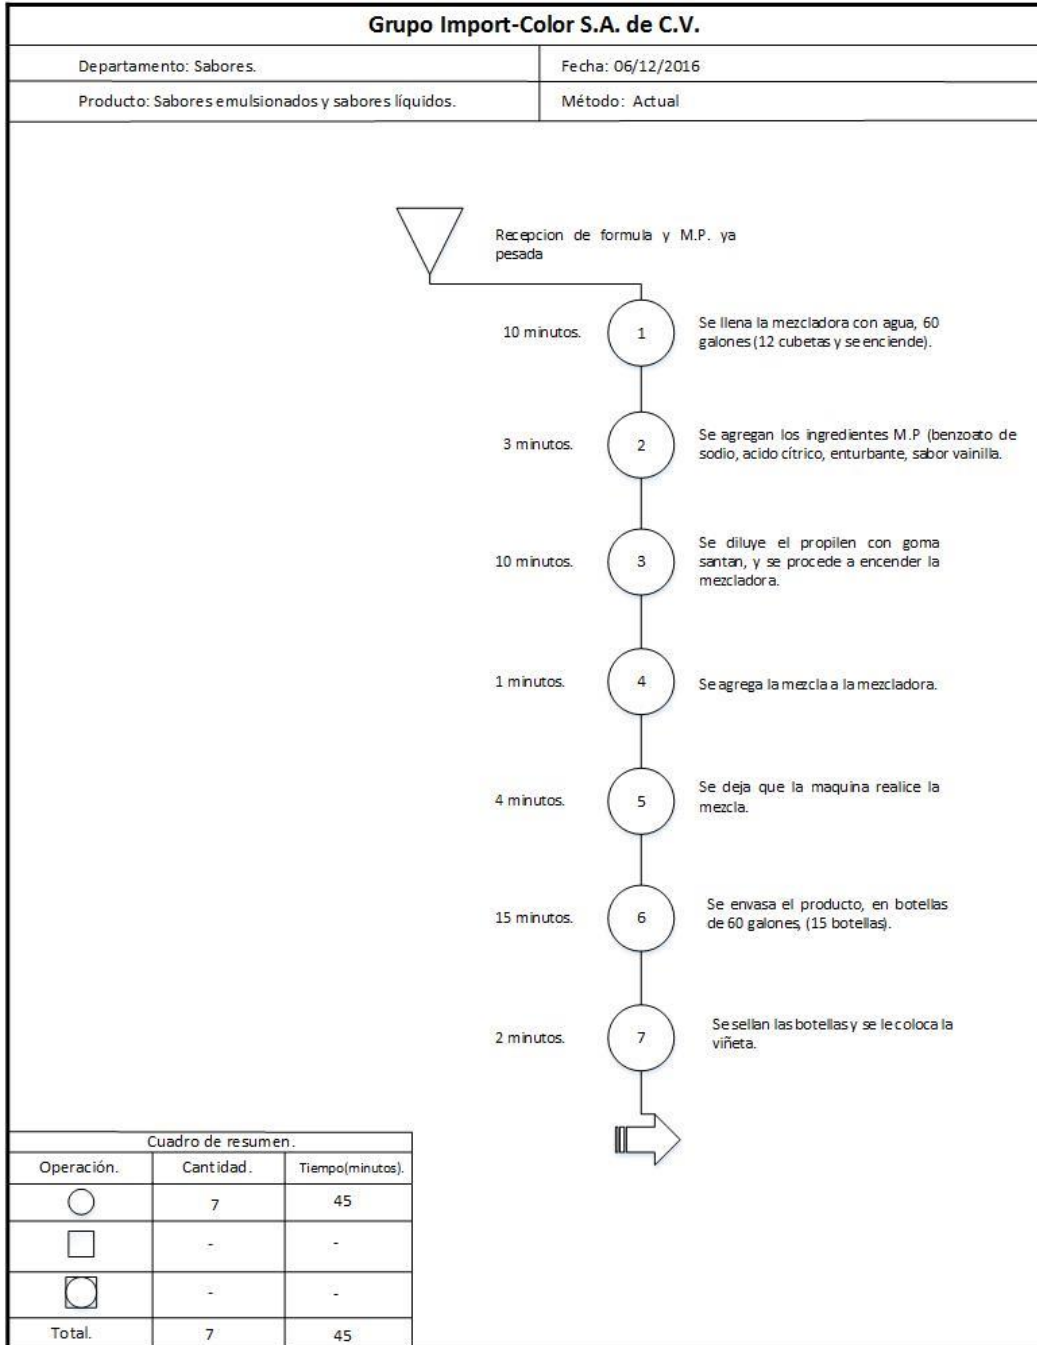 Grupo Import-Color S.A. de C.V.
Departamento: Sabores.
Fecha: 06/12/2016
Producto: Sabores emulsionados y sabores líquidos.
Método: Actual
Recepcion de formula y M.P. ya
pesada
10 minutos.
1
Se llena la mezcladora con agua, 60
galones (12 cubetas y se enciende).
3 minutos.
2
Se agregan los ingredientes M.P (benzoato de
sodio, acido cítrico, enturbante, sabor vainilla.
10 minutos.
3
Se diluye el propilen con goma
santan, y se procede a encender la
mezcladora.
1 minutos.
4
Se agrega la mezcla a la mezcladora.
4 minutos.
5
Se deja que la maquina realice la
mezcla.
15 minutos.
6
Se envasa el producto, en botellas
de 60 galones, (15 botellas).
2 minutos.
7
Se sellan las botellas y se le coloca la
viñeta.
Cuadro de resumen.
Operación. Cantidad. Tiempo(minutos).
7 45
- -
- -
Total. 7 45